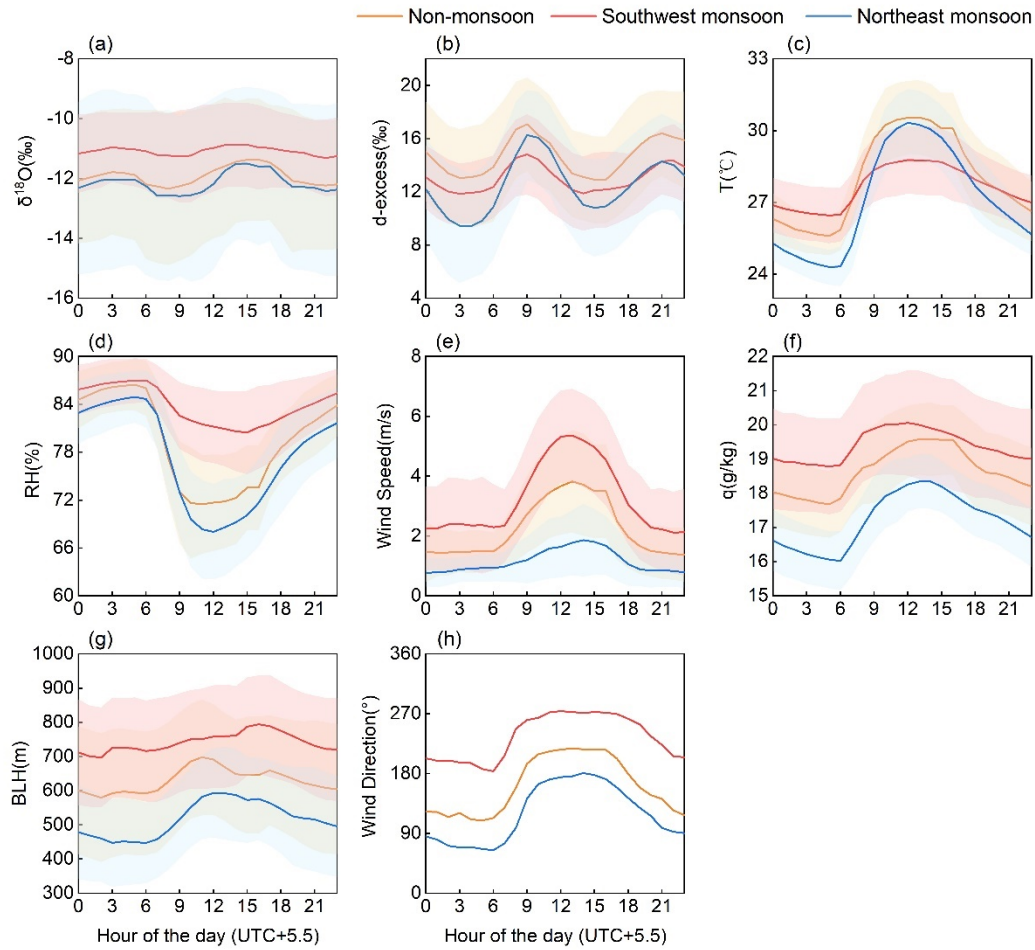 Non-monsoon Southwest monsoon Northeast monsoon
(a) (b) (c)
-8 -10 -12 -14 -16
δ¹⁸O(‰)
0 3 6 9 12 15 18 21
20 16 12 8 4
d-excess(‰)
0 3 6 9 12 15 18 21
33 30 27 24
T(℃)
0 3 6 9 12 15 18 21
(d) (e) (f)
90 84 78 72 66 60
RH(%)
0 3 6 9 12 15 18 21
8 6 4 2 0
Wind Speed(m/s)
0 3 6 9 12 15 18 21
22 21 20 19 18 17 16 15
q(g/kg)
0 3 6 9 12 15 18 21
(g) (h)
1000 900 800 700 600 500 400 300
BLH(m)
0 3 6 9 12 15 18 21
Hour of the day (UTC+5.5)
360 270 180 90 0
Wind Direction(°)
0 3 6 9 12 15 18 21
Hour of the day (UTC+5.5)